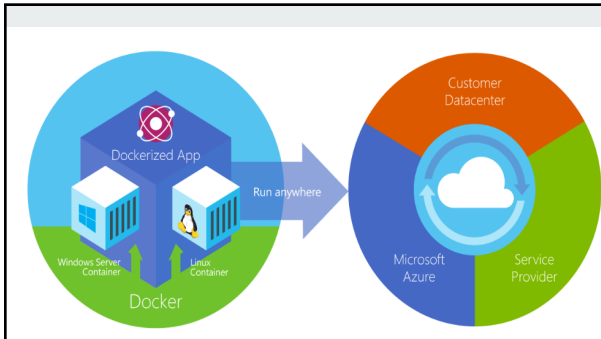 Dockerized App
Windows Server
Container
Linux
Container
Docker
Run anywhere
Customer
Datacenter
Microsoft
Azure
Service
Provider